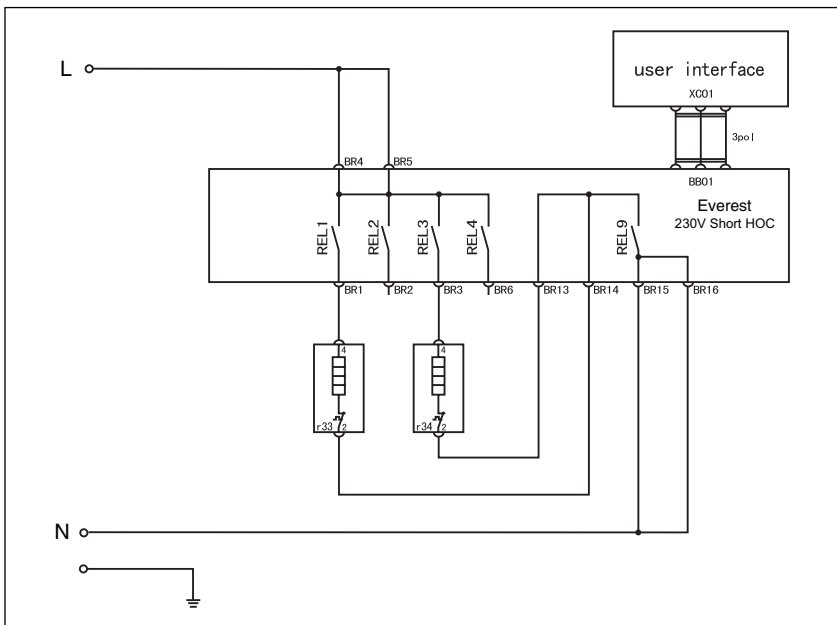 L
user interface
XC01
3pol
BR4
BR5
BB01
Everest
230V Short HOC
REL1
REL2
REL3
REL4
REL9
BR1
BR2
BR3
BR6
BR13
BR14
BR15
BR16
4
4
r33
2
r34
2
N